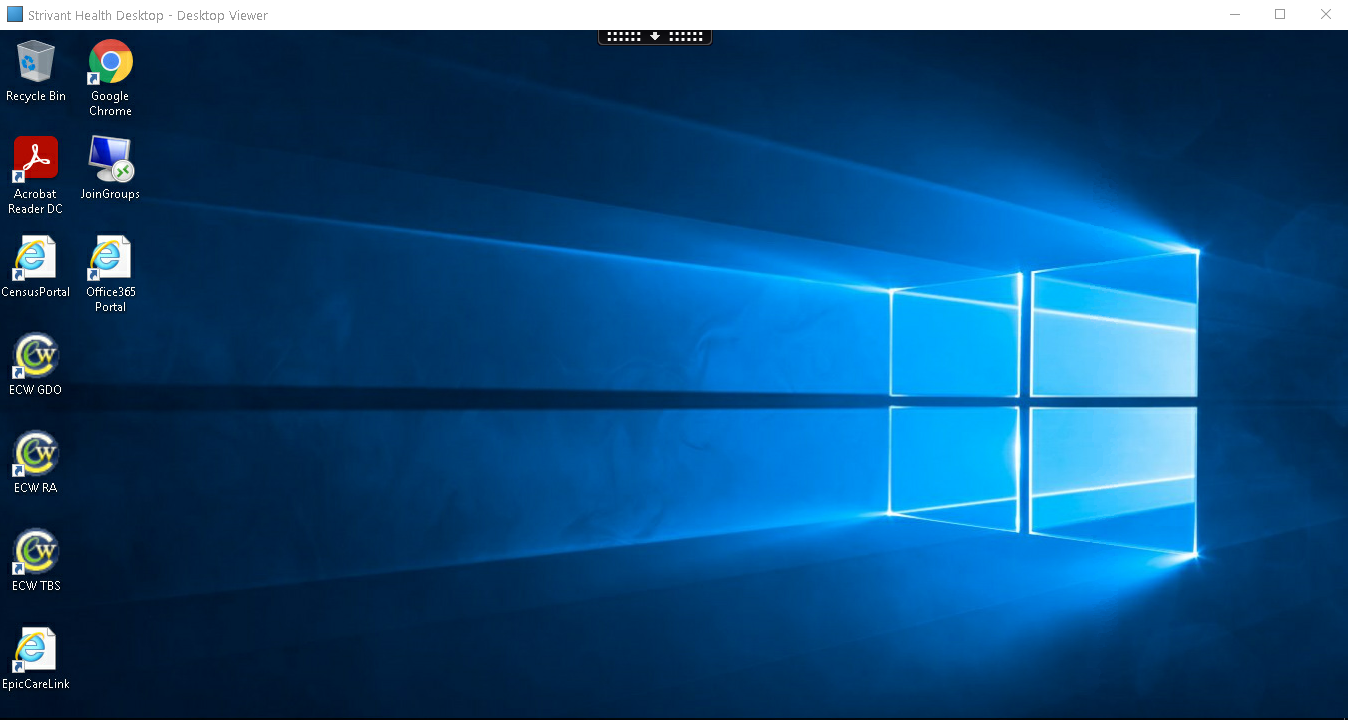 Strivant Health Desktop - Desktop Viewer
Recycle Bin
Google
Chrome
Acrobat
Reader DC
JoinGroups
CensusPortal
Office365
Portal
ECW GDO
ECW RA
ECW TBS
EpicCareLink